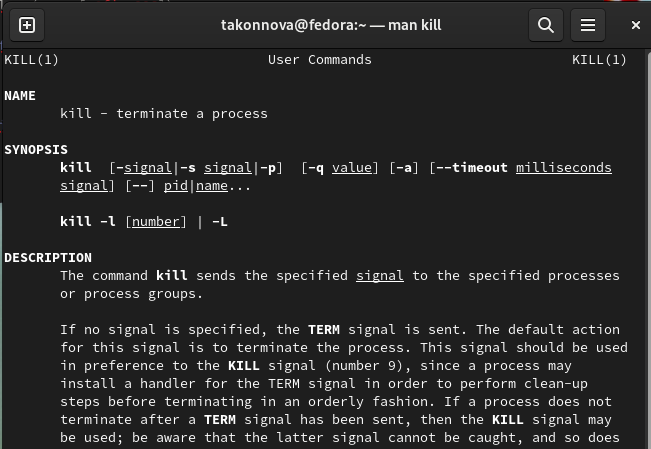 takonnova@fedora:~ — man kill
KILL(1) User Commands KILL(1)
NAME
kill - terminate a process
SYNOPSIS
kill [-signal|-s signal|-p] [-q value] [-a] [--timeout milliseconds
signal] [--] pid|name...
kill -l [number] | -L
DESCRIPTION
The command kill sends the specified signal to the specified processes
or process groups.
If no signal is specified, the TERM signal is sent. The default action
for this signal is to terminate the process. This signal should be used
in preference to the KILL signal (number 9), since a process may
install a handler for the TERM signal in order to perform clean-up
steps before terminating in an orderly fashion. If a process does not
terminate after a TERM signal has been sent, then the KILL signal may
be used; be aware that the latter signal cannot be caught, and so does